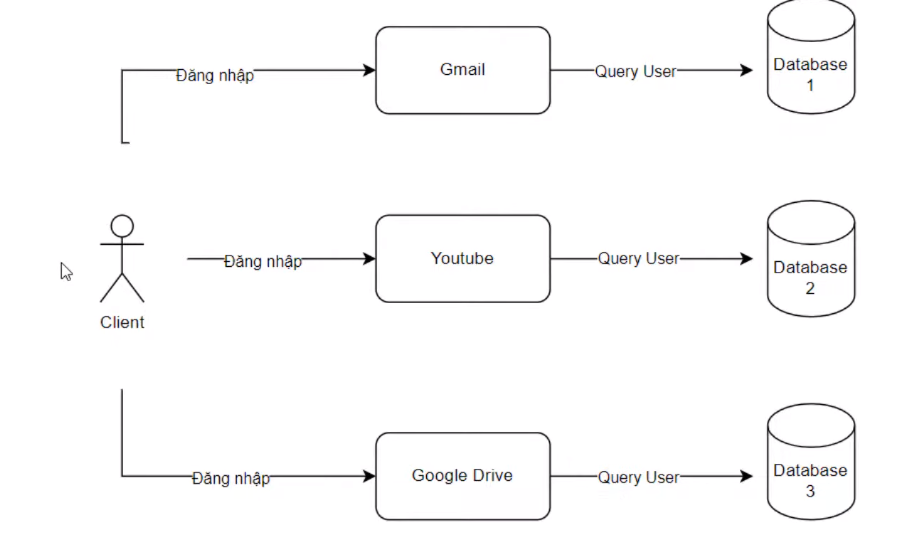 Đăng nhập
Gmail
Query User
Database
1
Đăng nhập
Youtube
Query User
Database
2
Client
Đăng nhập
Google Drive
Query User
Database
3